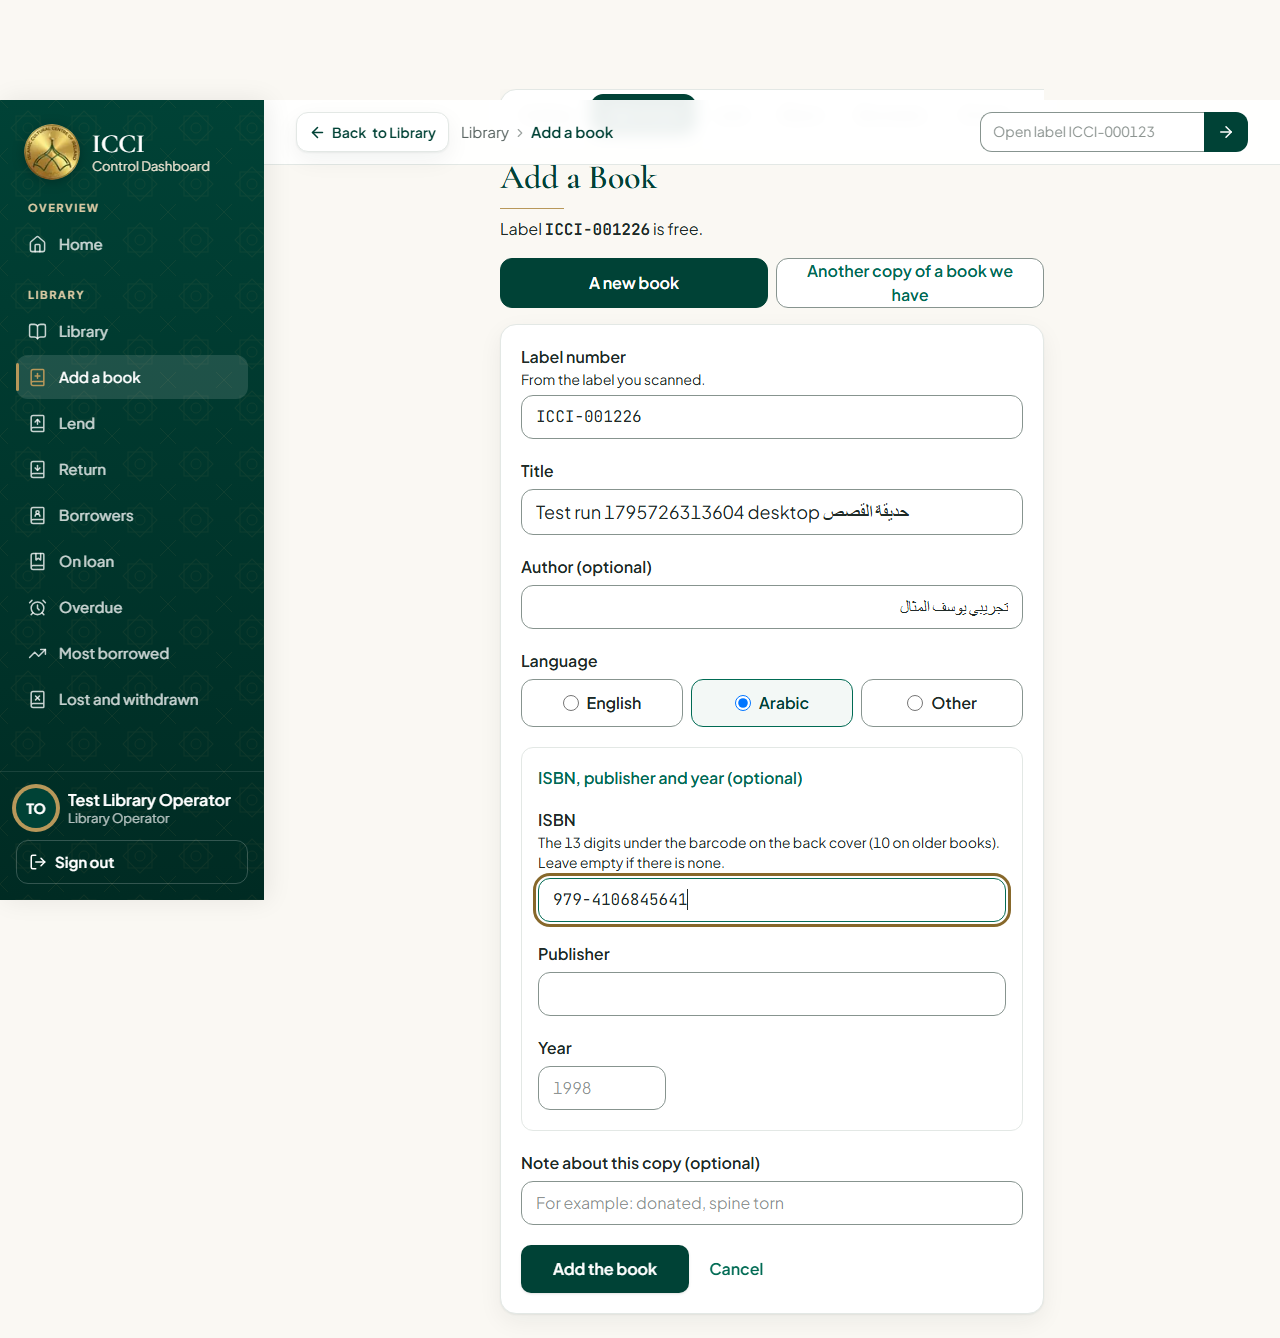 ICCI
Control Dashboard
OVERVIEW
Home
LIBRARY
Library
Add a book
Lend
Return
Borrowers
On loan
Overdue
Most borrowed
Lost and withdrawn
TO
Test Library Operator
Library Operator
Sign out
Back to Library
Library › Add a book
Open label ICCI-000123
Add a Book
Label ICCI-001226 is free.
A new book
Another copy of a book we
have
Label number
From the label you scanned.
ICCI-001226
Title
Test run 1795726313604 desktop حديقة القصص
Author (optional)
تجريبي يوسف المثال
Language
English
Arabic
Other
ISBN, publisher and year (optional)
ISBN
The 13 digits under the barcode on the back cover (10 on older books).
Leave empty if there is none.
979-4106845641
Publisher
Year
1998
Note about this copy (optional)
For example: donated, spine torn
Add the book
Cancel